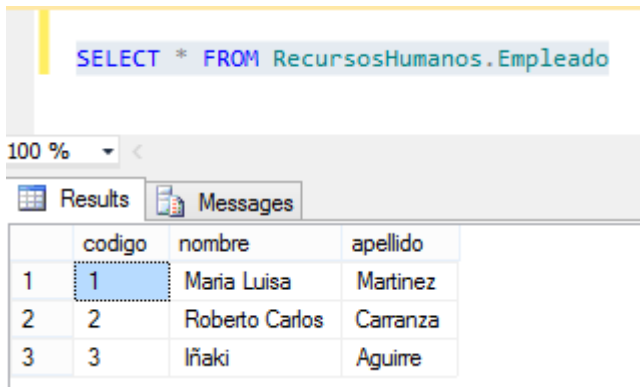 SELECT * FROM RecursosHumanos.Empleado
100 %
Results Messages
codigo nombre apellido
1 1 Maria Luisa Martinez
2 2 Roberto Carlos Carranza
3 3 Iñaki Aguirre